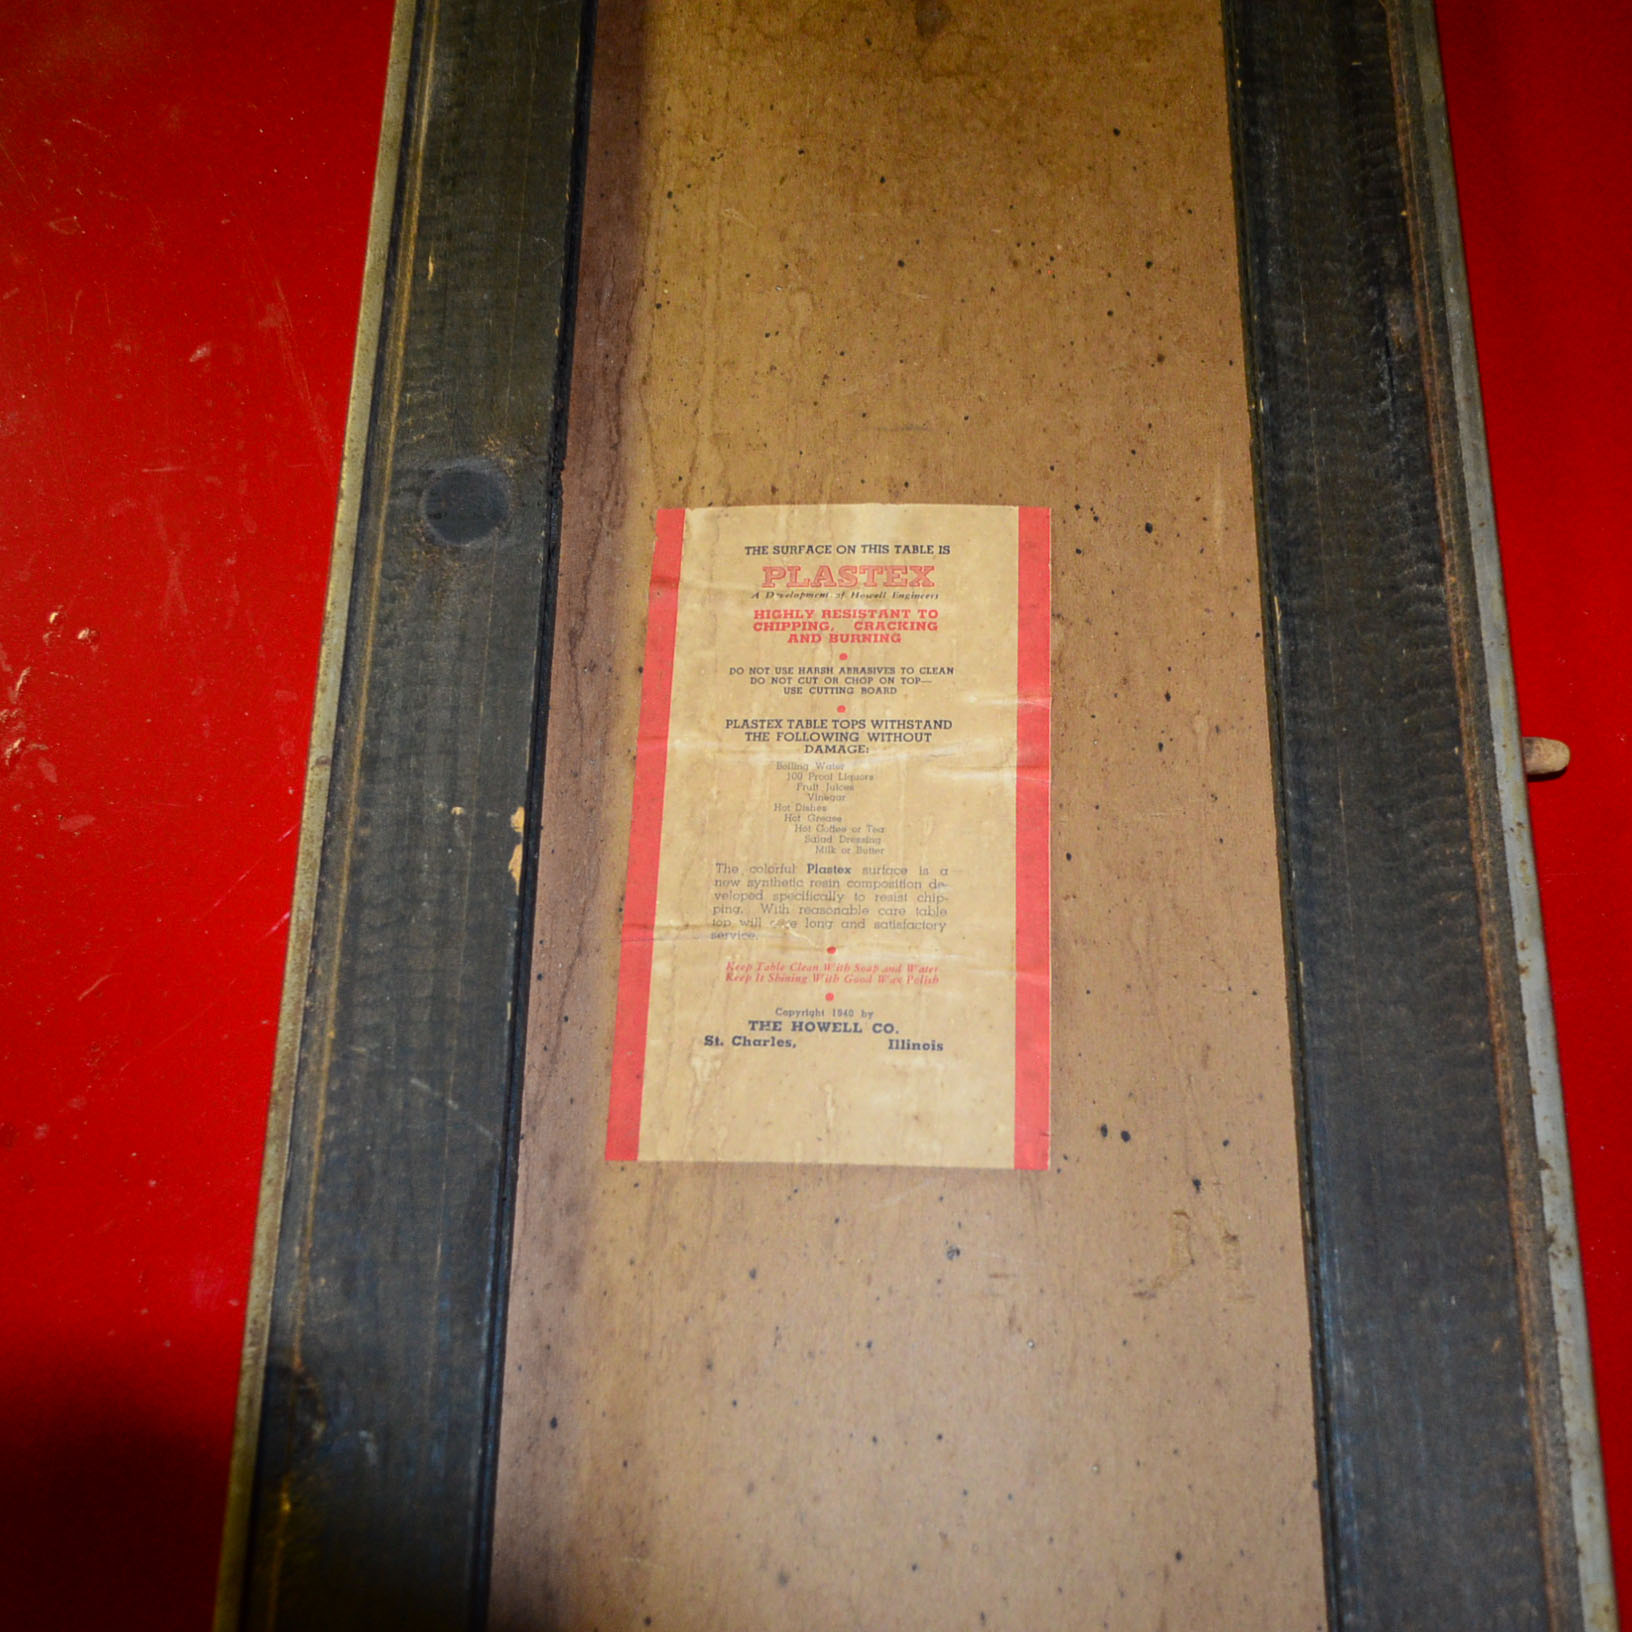 THE SURFACE ON THIS TABLE IS
PLASTEX
A Development of Howell Engineers
HIGHLY RESISTANT TO
CHIPPING, CRACKING
AND BURNING
DO NOT USE HARSH ABRASIVES TO CLEAN
DO NOT CUT OR CHOP ON TOP—
USE CUTTING BOARD
PLASTEX TABLE TOPS WITHSTAND
THE FOLLOWING WITHOUT
DAMAGE:
Boiling Water
100 Proof Liquors
Fruit Juices
Vinegar
Hot Dishes
Hot Grease
Hot Coffee or Tea
Salad Dressing
Milk or Butter
The colorful Plastex surface is a
new synthetic resin composition de-
veloped specifically to resist chip-
ping. With reasonable care table
top will long and satisfactory
service.
Keep Table Clean With Soap and Water
Keep It Shining With Good Wax Polish
Copyright 1940 by
THE HOWELL CO.
St. Charles, Illinois